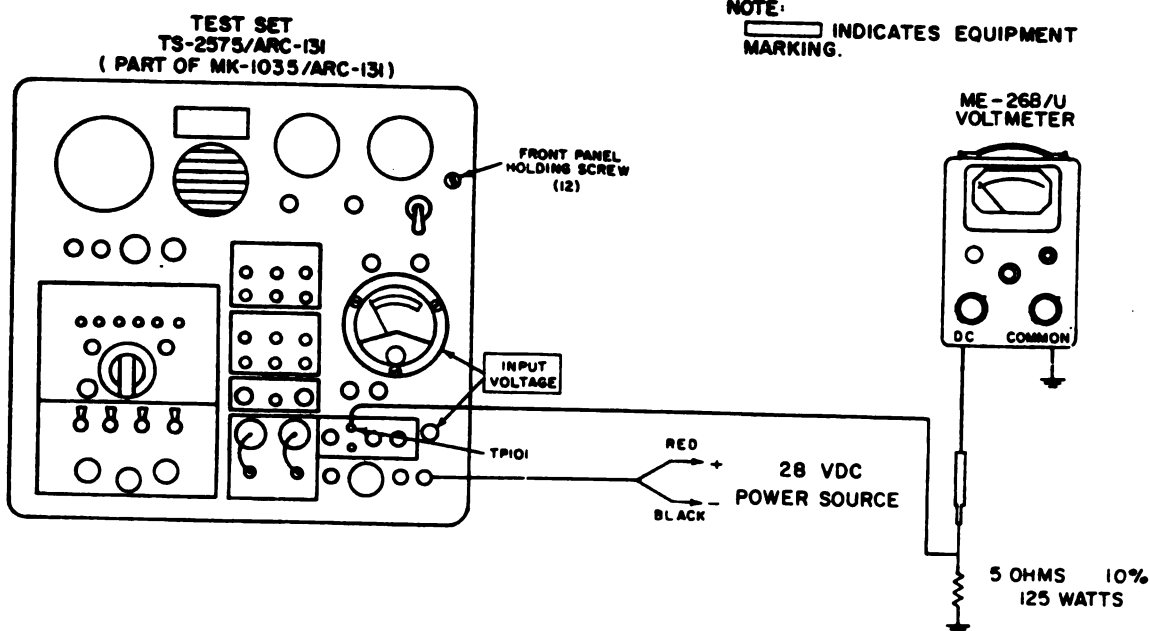 TEST SET
TS-2575/ARC-131
( PART OF MK-1035/ARC-131)
NOTE:
INDICATES EQUIPMENT
MARKING.
ME-26B/U
VOLTMETER
FRONT PANEL
HOLDING SCREW
(12)
DC COMMON
INPUT
VOLTAGE
TP101
RED
+
28 VDC
POWER SOURCE
–
BLACK
5 OHMS 10%
125 WATTS